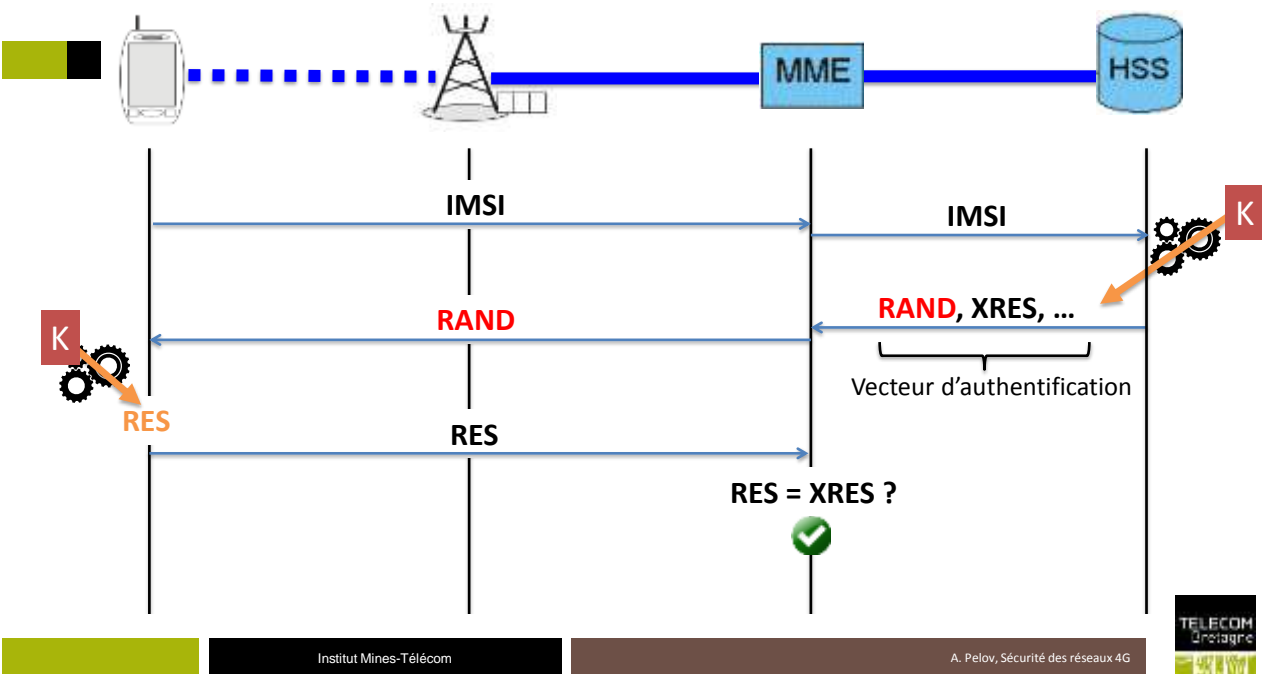 MME
HSS
IMSI
IMSI
K
RAND, XRES, ...
RAND
K
Vecteur d’authentification
RES
RES
RES = XRES ?
Institut Mines-Télécom
A. Pelov, Sécurité des réseaux 4G
TELECOM
Bretagne